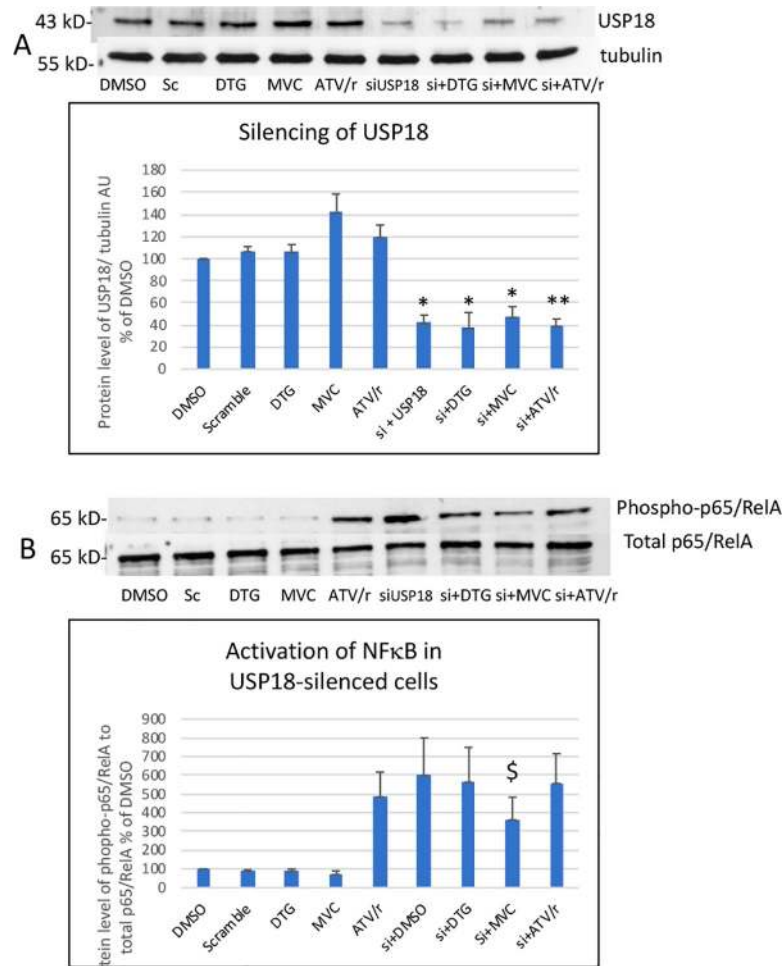 A
43 kD-
USP18
55 kD-
tubulin
DMSO Sc DTG MVC ATV/r siUSP18 si+DTG si+MVC si+ATV/r
Silencing of USP18
Protein level of USP18/ tubulin AU
% of DMSO
180
160
140
120
100
80
60
40
20
0
* * * **
DMSO
Scramble
DTG
MVC
ATV/r
si + USP18
si+DTG
si+MVC
si+ATV/r
B
65 kD-
Phospho-p65/RelA
65 kD-
Total p65/RelA
DMSO Sc DTG MVC ATV/r siUSP18 si+DTG si+MVC si+ATV/r
Activation of NFκB in
USP18-silenced cells
tein level of phopho-p65/RelA to
total p65/RelA % of DMSO
900
800
700
600
500
400
300
200
100
0
$
DMSO
Scramble
DTG
MVC
ATV/r
si+DMSO
si+DTG
Si+MVC
si+ATV/r